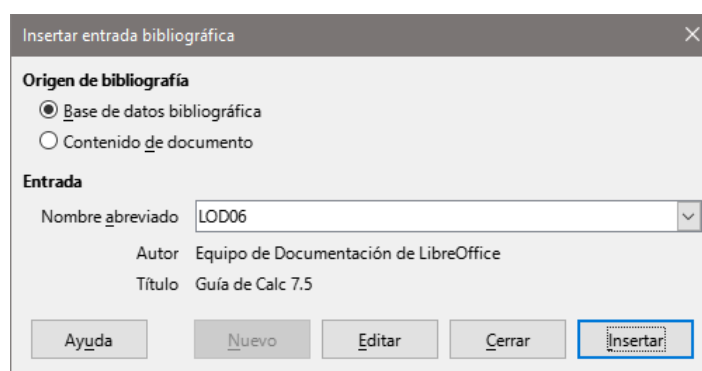 Insertar entrada bibliográfica
Origen de bibliografía
Base de datos bibliográfica
Contenido de documento
Entrada
Nombre abreviado LOD06
Autor Equipo de Documentación de LibreOffice
Título Guía de Calc 7.5
Ayuda Nuevo Editar Cerrar Insertar